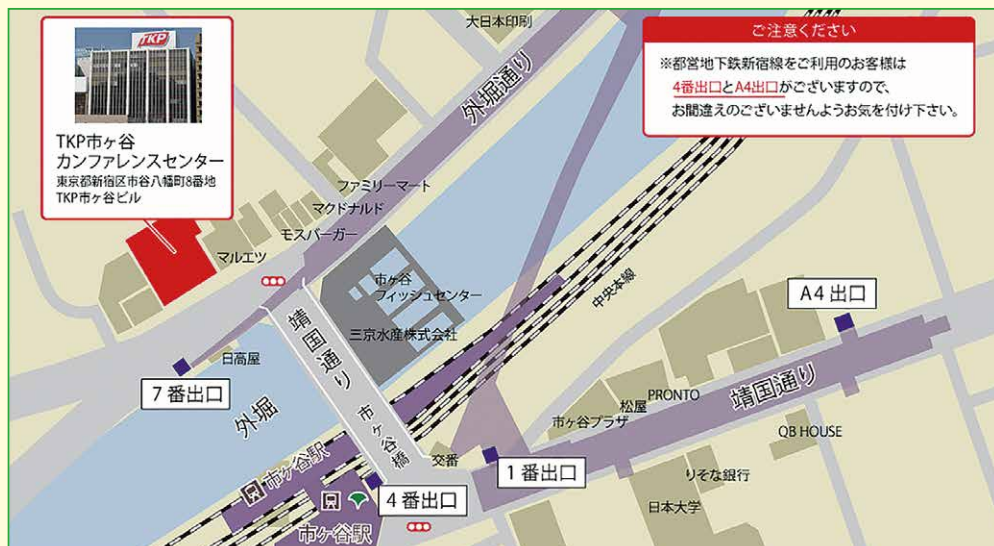 TKP
TKP市ヶ谷
カンファレンスセンター
東京都新宿区市谷八幡町8番地
TKP市ヶ谷ビル
大日本印刷
外堀通り
ご注意ください
※都営地下鉄新宿線をご利用のお客様は
4番出口とA4出口がございますので、
お間違えのございませんようお気を付け下さい。
ファミリーマート
マクドナルド
モスバーガー
マルエツ
市ヶ谷
フィッシュセンター
三京水産株式会社
中央本線
A4 出口
靖国通り
日高屋
7 番出口
外堀
市ヶ谷橋
靖国通り
PRONTO
松屋
市ヶ谷プラザ
QB HOUSE
交番
1 番出口
りそな銀行
日本大学
市ヶ谷駅
4 番出口
市ヶ谷駅